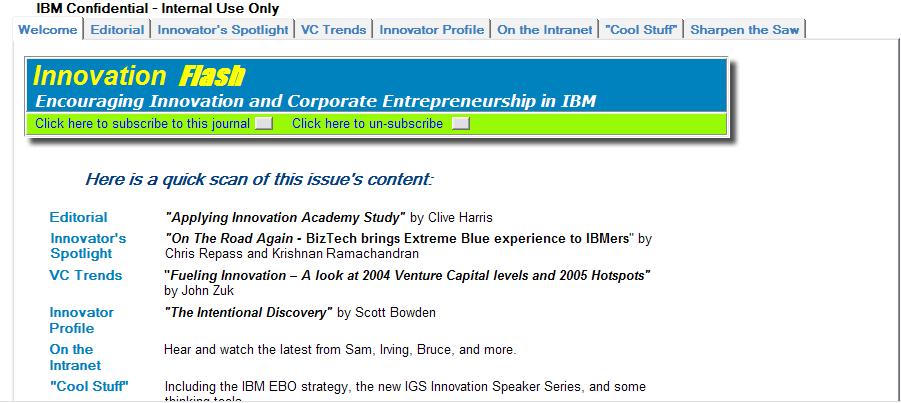 IBM Confidential - Internal Use Only
Welcome Editorial Innovator's Spotlight VC Trends Innovator Profile On the Intranet "Cool Stuff" Sharpen the Saw
Innovation Flash
Encouraging Innovation and Corporate Entrepreneurship in IBM
Click here to subscribe to this journal Click here to un-subscribe
Here is a quick scan of this issue's content:
Editorial "Applying Innovation Academy Study" by Clive Harris
Innovator's "On The Road Again - BizTech brings Extreme Blue experience to IBMers" by
Spotlight Chris Repass and Krishnan Ramachandran
VC Trends "Fueling Innovation – A look at 2004 Venture Capital levels and 2005 Hotspots"
by John Zuk
Innovator "The Intentional Discovery" by Scott Bowden
Profile
On the Hear and watch the latest from Sam, Irving, Bruce, and more.
Intranet
"Cool Stuff" Including the IBM EBO strategy, the new IGS Innovation Speaker Series, and some
thinking tools